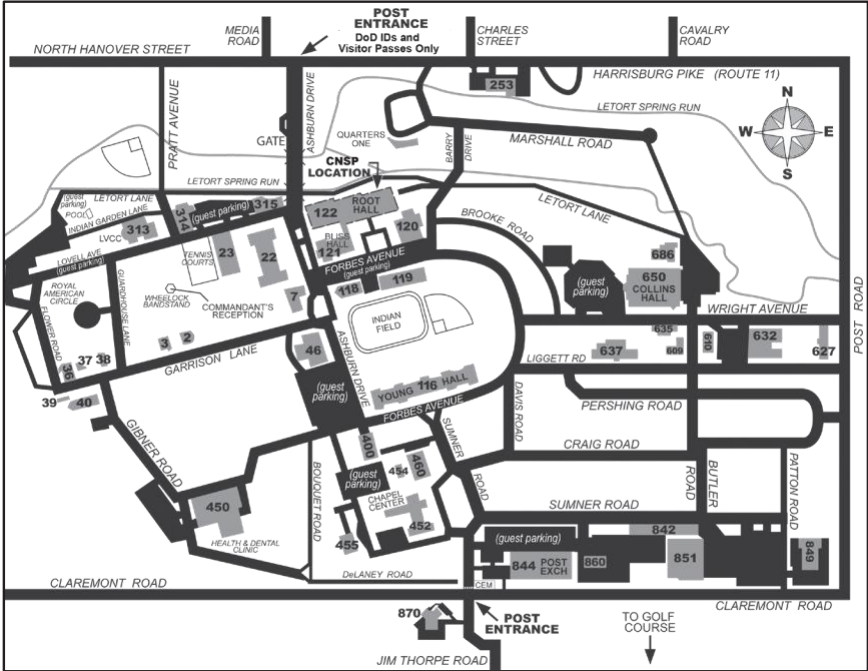 MEDIA
ROAD
POST
ENTRANCE
DoD IDs and
Visitor Passes Only
CHARLES
STREET
CAVALRY
ROAD
NORTH HANOVER STREET
HARRISBURG PIKE (ROUTE 11)
253
PRATT AVENUE
ASHBURN DRIVE
LETORT SPRING RUN
N
W
E
S
GATE
QUARTERS
ONE
BARRY
DRIVE
MARSHALL ROAD
CNSP
LOCATION
LETORT SPRING RUN
LETORT LANE
(guest
parking)
POOL
INDIAN GARDEN LANE
314
(guest parking)
315
122
ROOT
HALL
LETORT LANE
313
LVCC
LOVELL AVE
(guest parking)
23
22
BLISS
HALL
121
120
BROOKE ROAD
686
TENNIS
COURTS
FORBES AVENUE
(guest parking)
(guest
parking)
650
COLLINS
HALL
ROYAL
AMERICAN
CIRCLE
GUARDHOUSE LANE
WHEELOCK
BANDSTAND
COMMANDANT'S
RECEPTION
7
118
119
WRIGHT AVENUE
POST ROAD
FLOWER ROAD
INDIAN
FIELD
3
2
46
ASHBURN DRIVE
635
637
609
610
632
627
LIGGETT RD
36
37
38
GARRISON LANE
39
40
(guest
parking)
YOUNG 116 HALL
FORBES AVENUE
DAVIS ROAD
PERSHING ROAD
GIBNER ROAD
SUMNER
ROAD
CRAIG ROAD
400
BOUQUET ROAD
454
460
(guest
parking)
CHAPEL
CENTER
ROAD
BUTLER
PATTON ROAD
450
HEALTH & DENTAL
CLINIC
452
455
SUMNER ROAD
(guest parking)
842
844
POST
EXCH
860
851
849
DeLANEY ROAD
CEM
CLAREMONT ROAD
CLAREMONT ROAD
870
POST
ENTRANCE
TO GOLF
COURSE
JIM THORPE ROAD